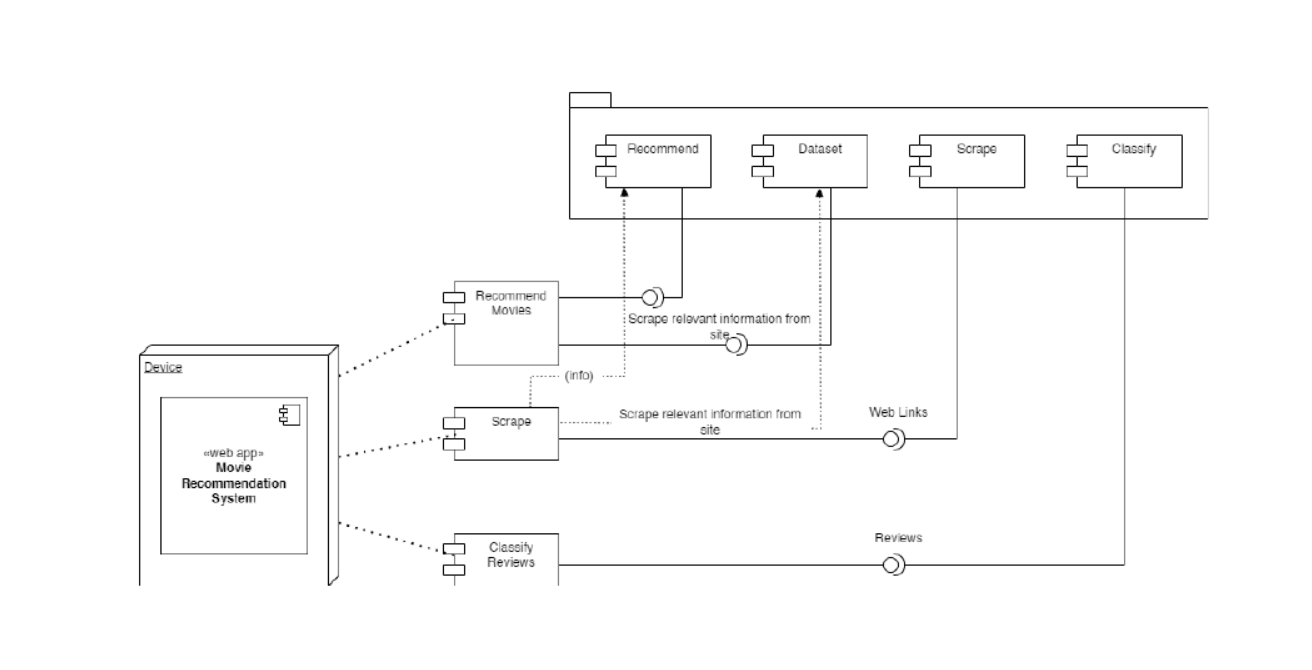 Recommend
Dataset
Scrape
Classify
Recommend
Movies
Scrape relevant information from
site
Device
(info)
Scrape
Scrape relevant information from
site
Web Links
«web app»
Movie
Recommendation
System
Reviews
Classify
Reviews